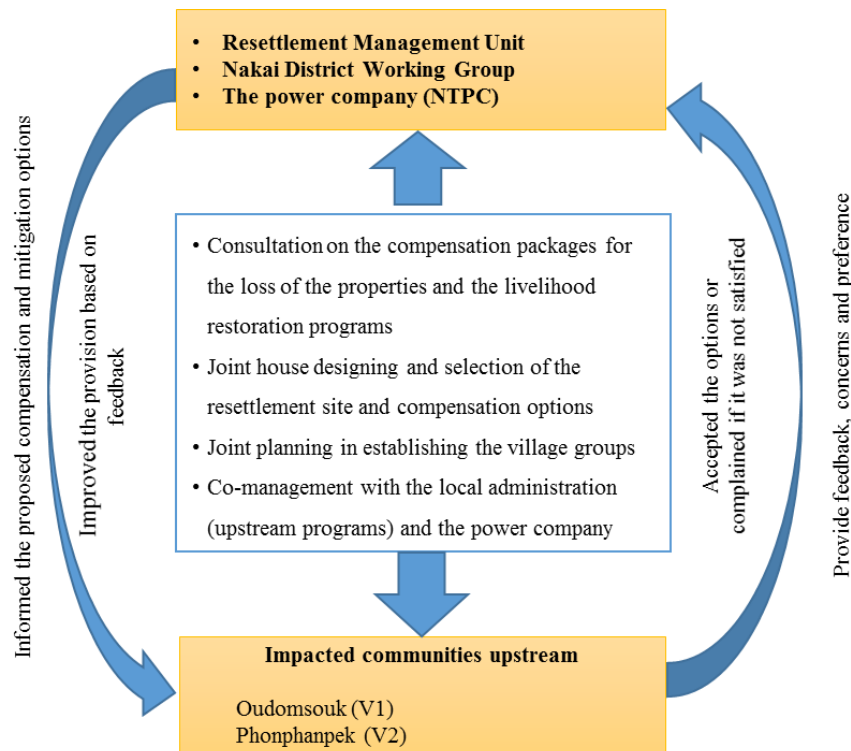 • Resettlement Management Unit
• Nakai District Working Group
• The power company (NTPC)
Informed the proposed compensation and mitigation options
Improved the provision based on
feedback
• Consultation on the compensation packages for
the loss of the properties and the livelihood
restoration programs
• Joint house designing and selection of the
resettlement site and compensation options
• Joint planning in establishing the village groups
• Co-management with the local administration
(upstream programs) and the power company
Accepted the options or
complained if it was not satisfied
Provide feedback, concerns and preference
Impacted communities upstream
Oudomsouk (V1)
Phonphanpek (V2)